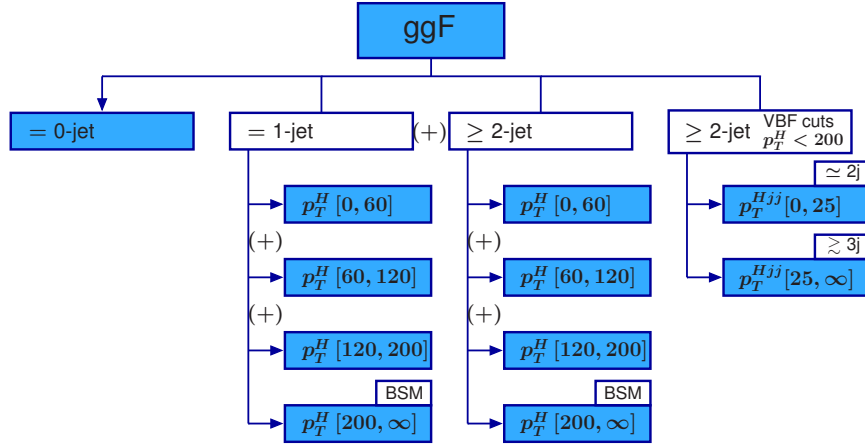 ggF
= 0-jet
= 1-jet
(+)
≥ 2-jet
≥ 2-jet VBF cuts
p_T^H < 200
≃ 2j
p_T^H [0, 60]
p_T^H [0, 60]
p_T^{Hjj} [0, 25]
(+)
(+)
≳ 3j
p_T^H [60, 120]
p_T^H [60, 120]
p_T^{Hjj} [25, ∞]
(+)
(+)
p_T^H [120, 200]
p_T^H [120, 200]
BSM
BSM
p_T^H [200, ∞]
p_T^H [200, ∞]